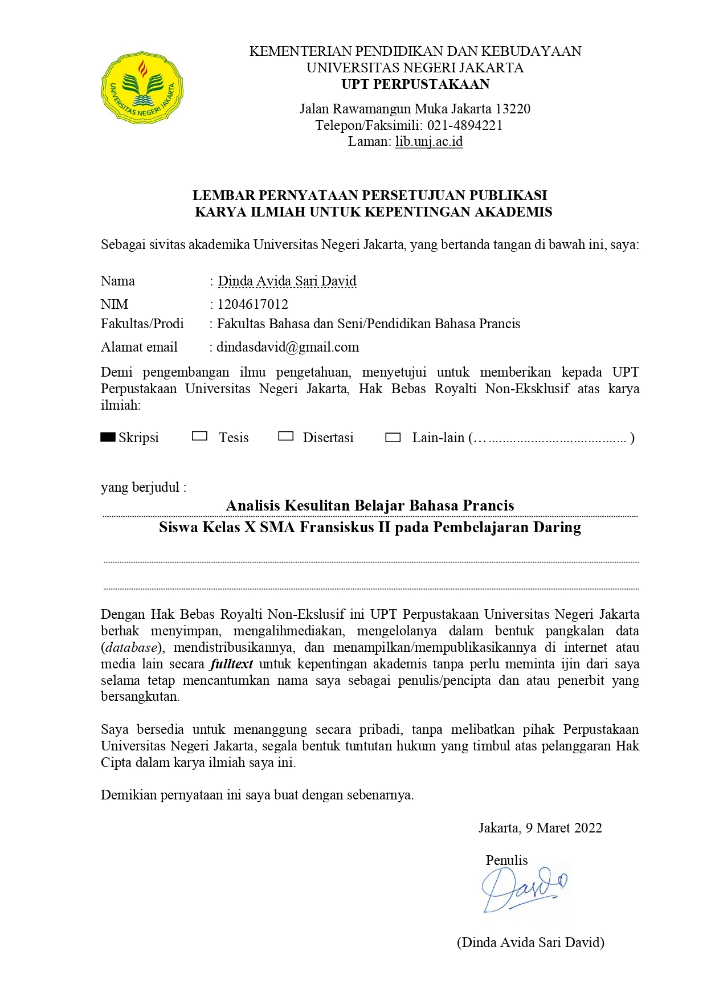 UNIVERSITAS NEGERI JAKARTA
KEMENTERIAN PENDIDIKAN DAN KEBUDAYAAN
UNIVERSITAS NEGERI JAKARTA
UPT PERPUSTAKAAN
Jalan Rawamangun Muka Jakarta 13220
Telepon/Faksimili: 021-4894221
Laman: lib.unj.ac.id
LEMBAR PERNYATAAN PERSETUJUAN PUBLIKASI
KARYA ILMIAH UNTUK KEPENTINGAN AKADEMIS
Sebagai sivitas akademika Universitas Negeri Jakarta, yang bertanda tangan di bawah ini, saya:
Nama : Dinda Avida Sari David
NIM : 1204617012
Fakultas/Prodi : Fakultas Bahasa dan Seni/Pendidikan Bahasa Prancis
Alamat email : dindasdavid@gmail.com
Demi pengembangan ilmu pengetahuan, menyetujui untuk memberikan kepada UPT
Perpustakaan Universitas Negeri Jakarta, Hak Bebas Royalti Non-Eksklusif atas karya
ilmiah:
Skripsi Tesis Disertasi Lain-lain (…....................................... )
yang berjudul :
Analisis Kesulitan Belajar Bahasa Prancis
Siswa Kelas X SMA Fransiskus II pada Pembelajaran Daring
Dengan Hak Bebas Royalti Non-Ekslusif ini UPT Perpustakaan Universitas Negeri Jakarta
berhak menyimpan, mengalihmediakan, mengelolanya dalam bentuk pangkalan data
(database), mendistribusikannya, dan menampilkan/mempublikasikannya di internet atau
media lain secara fulltext untuk kepentingan akademis tanpa perlu meminta ijin dari saya
selama tetap mencantumkan nama saya sebagai penulis/pencipta dan atau penerbit yang
bersangkutan.
Saya bersedia untuk menanggung secara pribadi, tanpa melibatkan pihak Perpustakaan
Universitas Negeri Jakarta, segala bentuk tuntutan hukum yang timbul atas pelanggaran Hak
Cipta dalam karya ilmiah saya ini.
Demikian pernyataan ini saya buat dengan sebenarnya.
Jakarta, 9 Maret 2022
Penulis
(Dinda Avida Sari David)